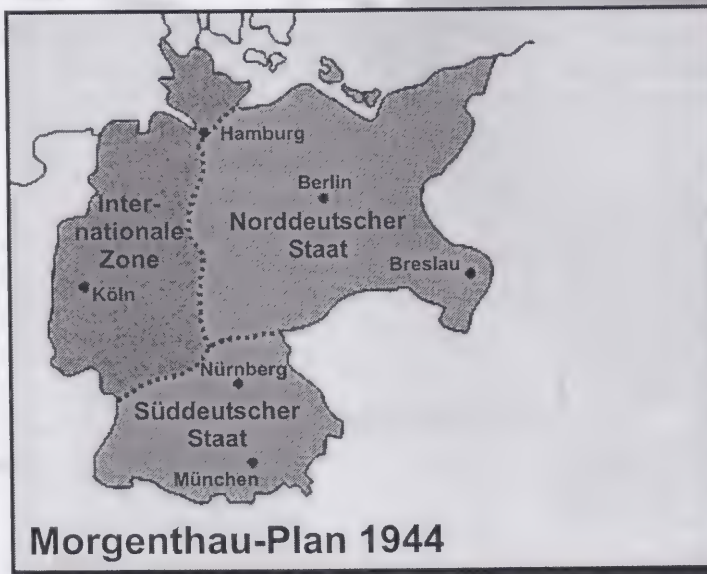 Hamburg
Berlin
Inter-
nationale
Zone
Norddeutscher
Staat
Breslau
Köln
Nürnberg
Süddeutscher
Staat
München
Morgenthau-Plan 1944